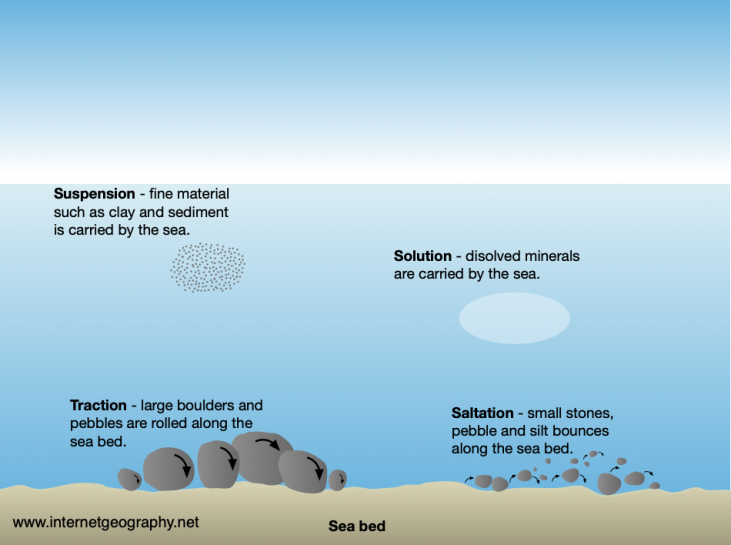 Suspension - fine material
such as clay and sediment
is carried by the sea.
Solution - disolved minerals
are carried by the sea.
Traction - large boulders and
pebbles are rolled along the
sea bed.
Saltation - small stones,
pebble and silt bounces
along the sea bed.
www.internetgeography.net
Sea bed